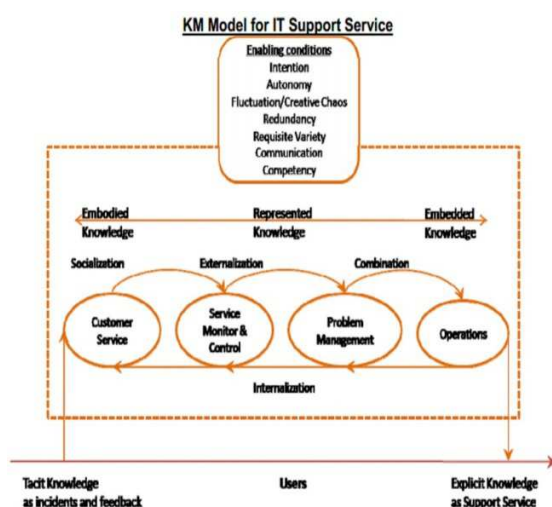 KM Model for IT Support Service
Enabling conditions
Intention
Autonomy
Fluctuation/Creative Chaos
Redundancy
Requisite Variety
Communication
Competency
Embodied Knowledge
Represented Knowledge
Embedded Knowledge
Socialization
Externalization
Combination
Customer
Service
Service
Monitor &
Control
Problem
Management
Operations
Internalization
Tacit Knowledge
as incidents and feedback
Users
Explicit Knowledge
as Support Service